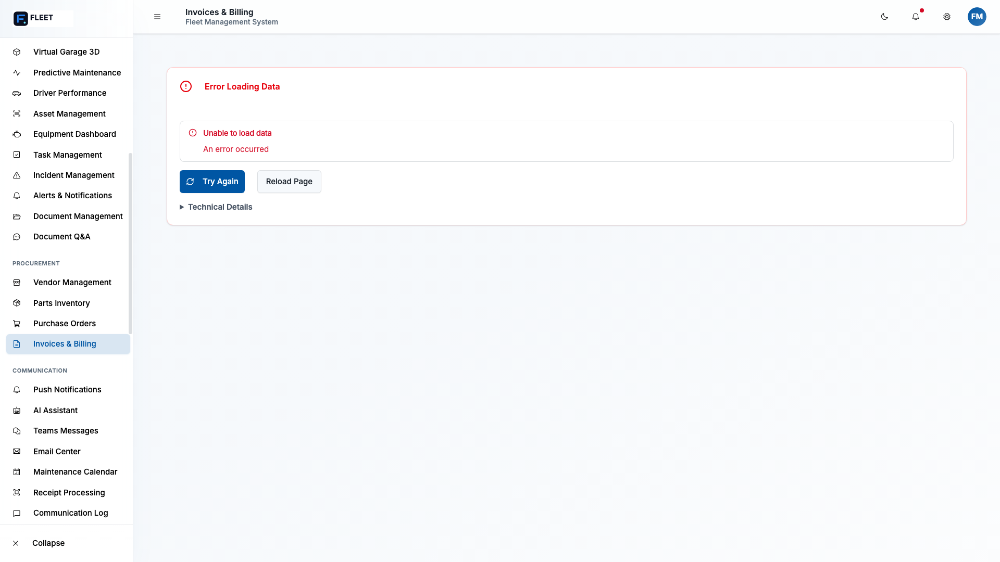 FLEET
Virtual Garage 3D
Predictive Maintenance
Driver Performance
Asset Management
Equipment Dashboard
Task Management
Incident Management
Alerts & Notifications
Document Management
Document Q&A
PROCUREMENT
Vendor Management
Parts Inventory
Purchase Orders
Invoices & Billing
COMMUNICATION
Push Notifications
AI Assistant
Teams Messages
Email Center
Maintenance Calendar
Receipt Processing
Communication Log
Collapse
Invoices & Billing
Fleet Management System
FM
Error Loading Data
Unable to load data
An error occurred
Try Again
Reload Page
Technical Details